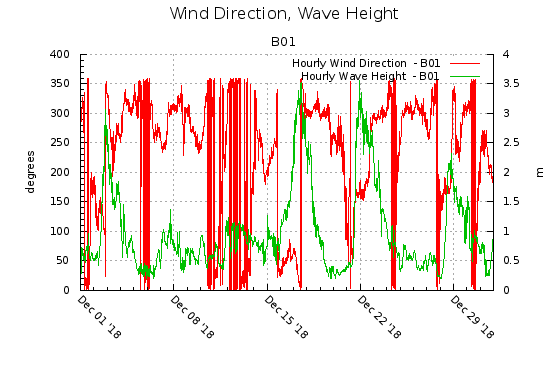 Wind Direction, Wave Height
B01
Hourly Wind Direction - B01
Hourly Wave Height - B01
400
350
300
250
200
150
100
50
0
degrees
4
3.5
3
2.5
2
1.5
1
0.5
0
m
Dec 01 '18
Dec 08 '18
Dec 15 '18
Dec 22 '18
Dec 29 '18